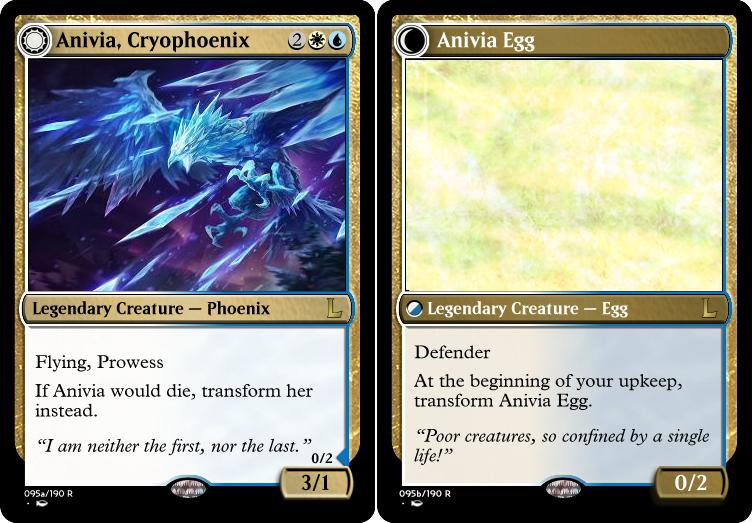 Anivia, Cryophoenix 2
Legendary Creature — Phoenix L
Flying, Prowess
If Anivia would die, transform her
instead.
“I am neither the first, nor the last.”
0/2
3/1
095a/190 R
Anivia Egg
Legendary Creature — Egg L
Defender
At the beginning of your upkeep,
transform Anivia Egg.
“Poor creatures, so confined by a single
life!”
0/2
095b/190 R